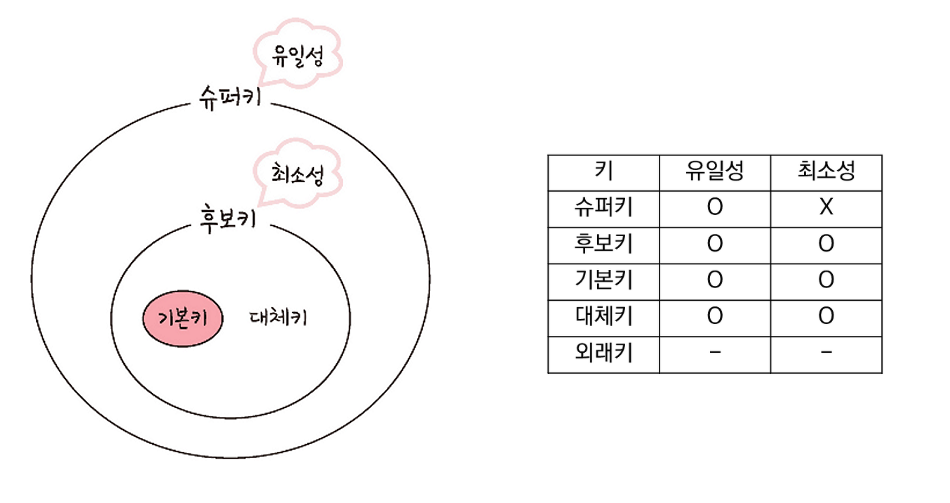 유일성
슈퍼키
최소성
후보키
기본키 대체키
키 유일성 최소성
슈퍼키 O X
후보키 O O
기본키 O O
대체키 O O
외래키 - -